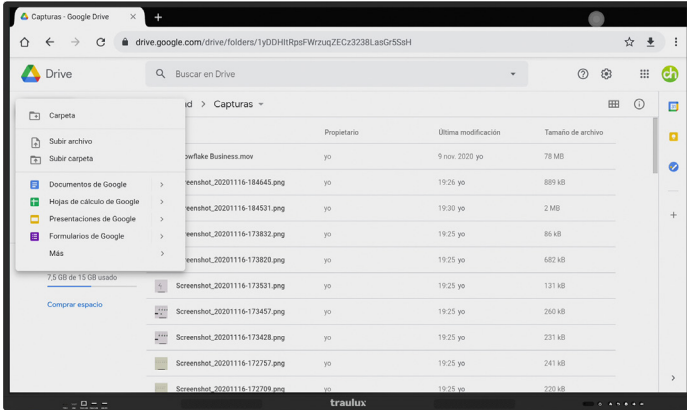 Capturas - Google Drive
drive.google.com/drive/folders/1yDDHItRpsFWrzuqZECz3238LasGr5SsH
Drive
Buscar en Drive
ch
Capturas
Carpeta
Subir archivo
Subir carpeta
Documentos de Google
Hojas de cálculo de Google
Presentaciones de Google
Formularios de Google
Más
7,5 GB de 15 GB usado
Comprar espacio
Propietario Última modificación Tamaño de archivo
Business.mov yo 9 nov. 2020 yo 78 MB
reenshot_20201116-184645.png yo 19:26 yo 889 kB
reenshot_20201116-184531.png yo 19:30 yo 2 MB
reenshot_20201116-173832.png yo 19:25 yo 86 kB
reenshot_20201116-173820.png yo 19:25 yo 682 kB
Screenshot_20201116-173531.png yo 19:25 yo 131 kB
Screenshot_20201116-173457.png yo 19:25 yo 260 kB
Screenshot_20201116-173428.png yo 19:25 yo 231 kB
Screenshot_20201116-172757.png yo 19:25 yo 241 kB
Screenshot_20201116-172709.png yo 19:25 yo 220 kB
traulux